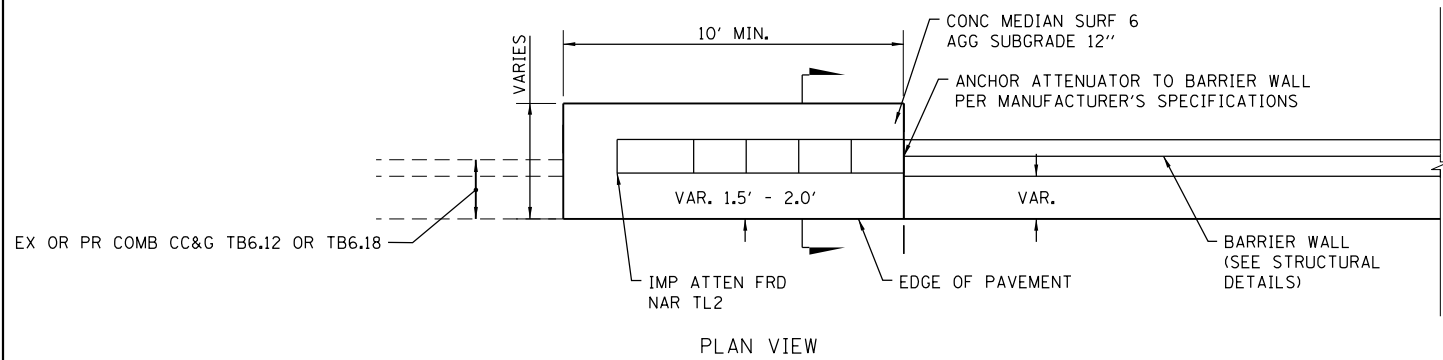 CONC MEDIAN SURF 6
AGG SUBGRADE 12''
10' MIN.
VARIES
ANCHOR ATTENUATOR TO BARRIER WALL
PER MANUFACTURER'S SPECIFICATIONS
VAR. 1.5' - 2.0'
VAR.
EX OR PR COMB CC&G TB6.12 OR TB6.18
BARRIER WALL
(SEE STRUCTURAL
DETAILS)
IMP ATTEN FRD
NAR TL2
EDGE OF PAVEMENT
PLAN VIEW